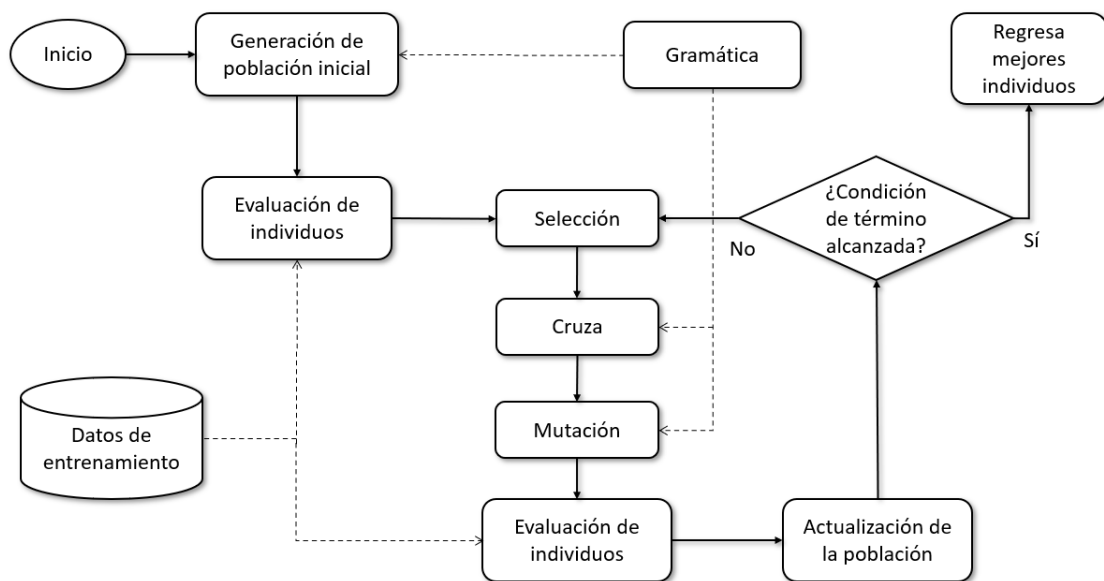 Inicio
Generación de
población inicial
Gramática
Regresa
mejores
individuos
Evaluación de
individuos
Selección
¿Condición
de término
alcanzada?
No
Sí
Cruza
Datos de
entrenamiento
Mutación
Evaluación de
individuos
Actualización de
la población